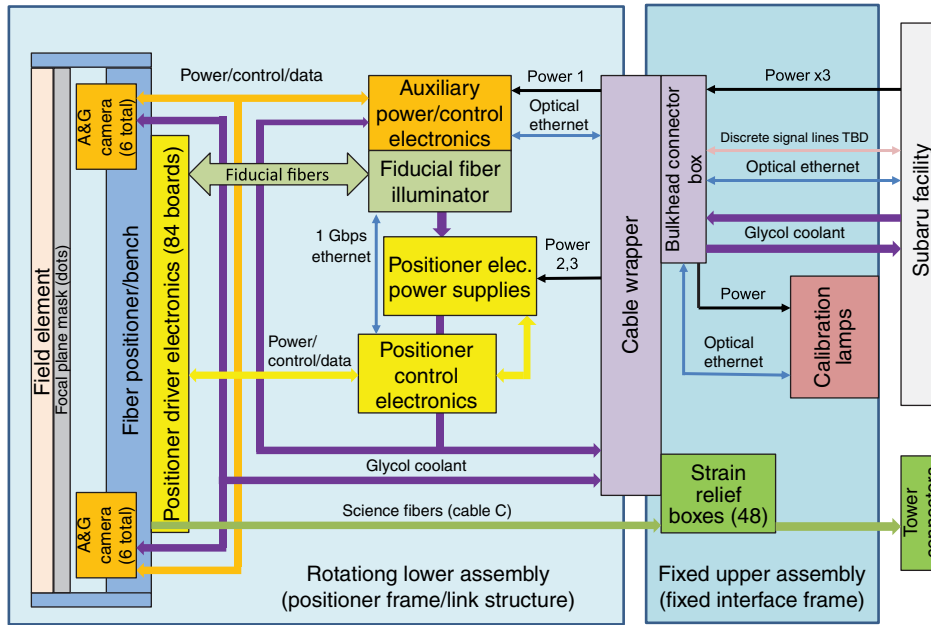 Field element
Focal plane mask (dots)
A&G
camera
(6 total)
A&G
camera
(6 total)
Fiber positioner/bench
Positioner driver electronics (84 boards)
Power/control/data
Auxiliary
power/control
electronics
Fiducial fibers
Fiducial fiber
illuminator
1 Gbps
ethernet
Positioner elec.
power supplies
Power/
control/data
Positioner
control
electronics
Glycol coolant
Science fibers (cable C)
Rotationg lower assembly
(positioner frame/link structure)
Power 1
Optical
ethernet
Power
2,3
Cable wrapper
Bulkhead connector
box
Power x3
Discrete signal lines TBD
Optical ethernet
Glycol coolant
Power
Optical
ethernet
Calibration
lamps
Strain
relief
boxes (48)
Fixed upper assembly
(fixed interface frame)
Subaru facility
Tower
connectors